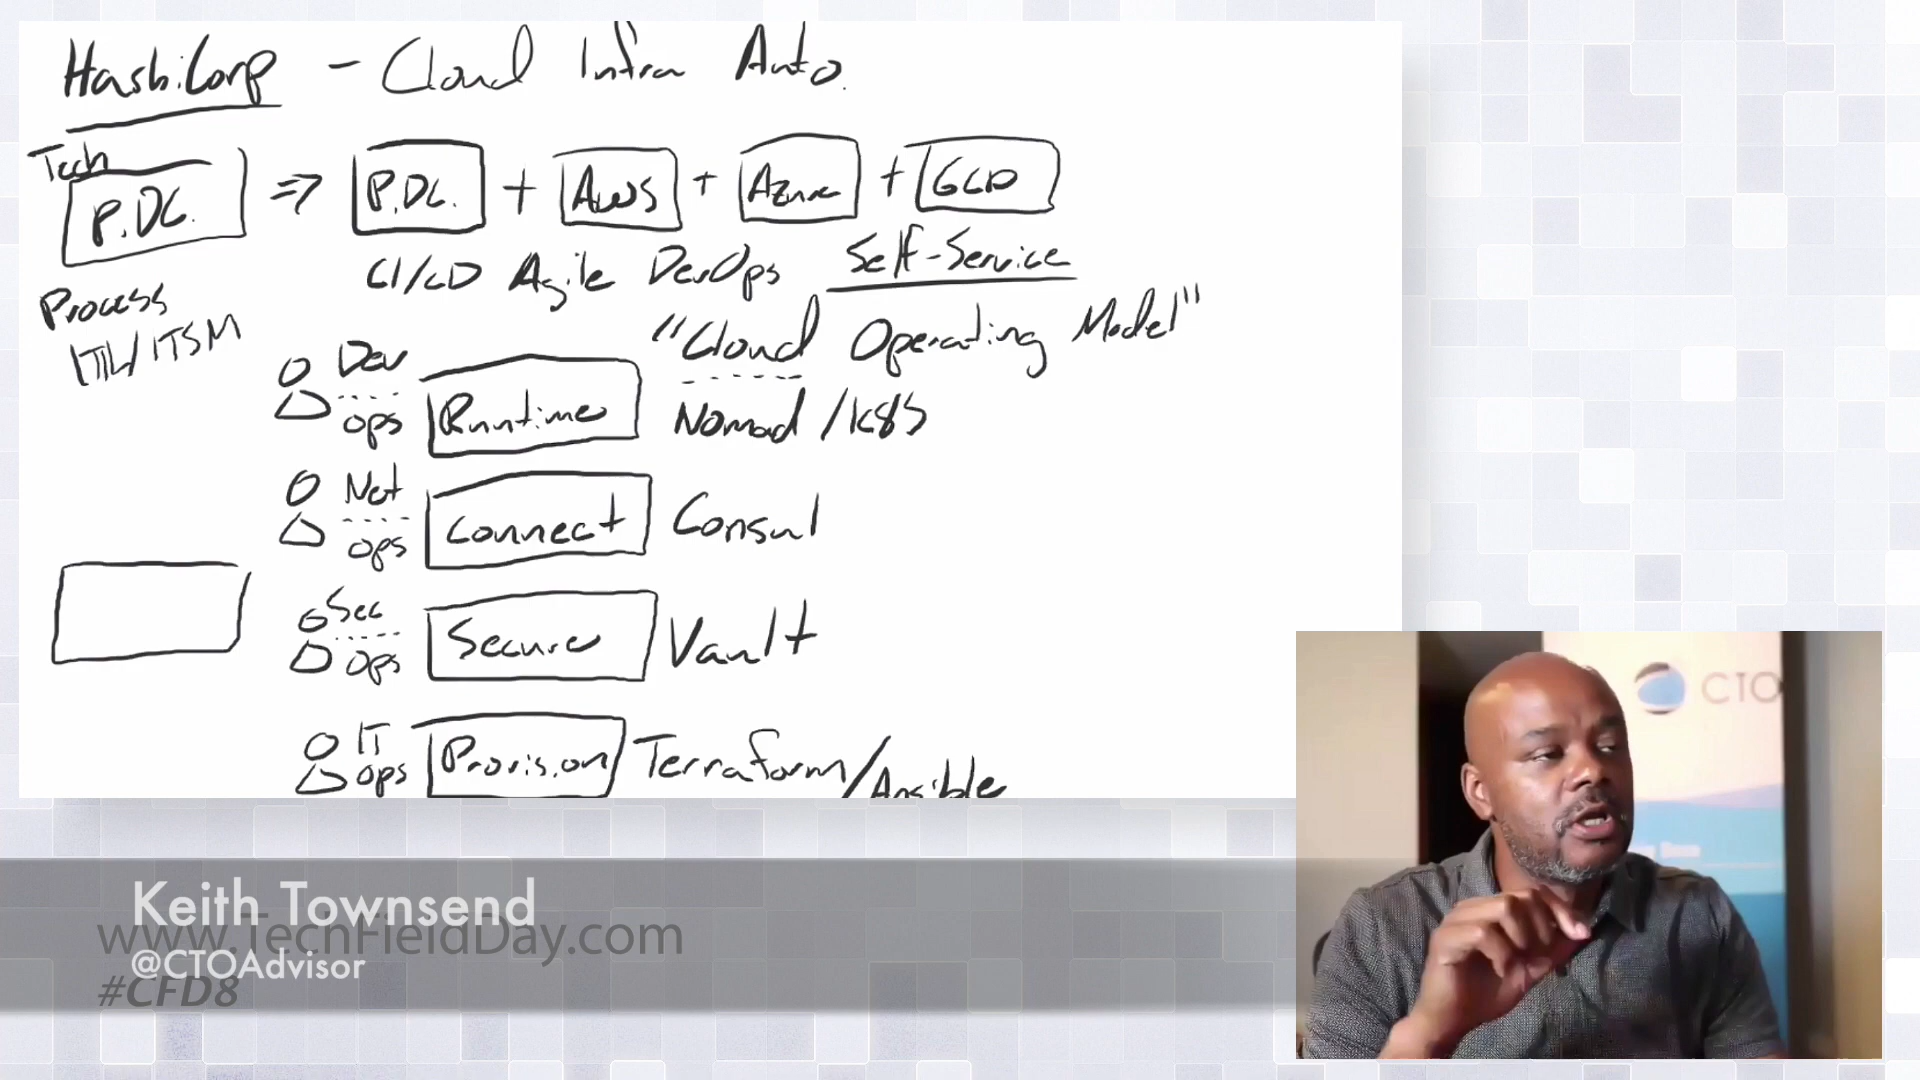 HashiCorp - Cloud Infra Auto.
Tech
P.DC. => P.DC. + AWS + Azure + GCP
CI/CD Agile DevOps Self-Service
Process
ITIL/ITSM
"Cloud Operating Model"
Dev
ops
Runtime
Nomad/K8S
Net
ops
Connect
Consul
Sec
ops
Secure
Vault
IT
ops
Provision
Terraform/Ansible
CTO
Keith Townsend
www.TechFieldDay.com
@CTOAdvisor
#CFD8